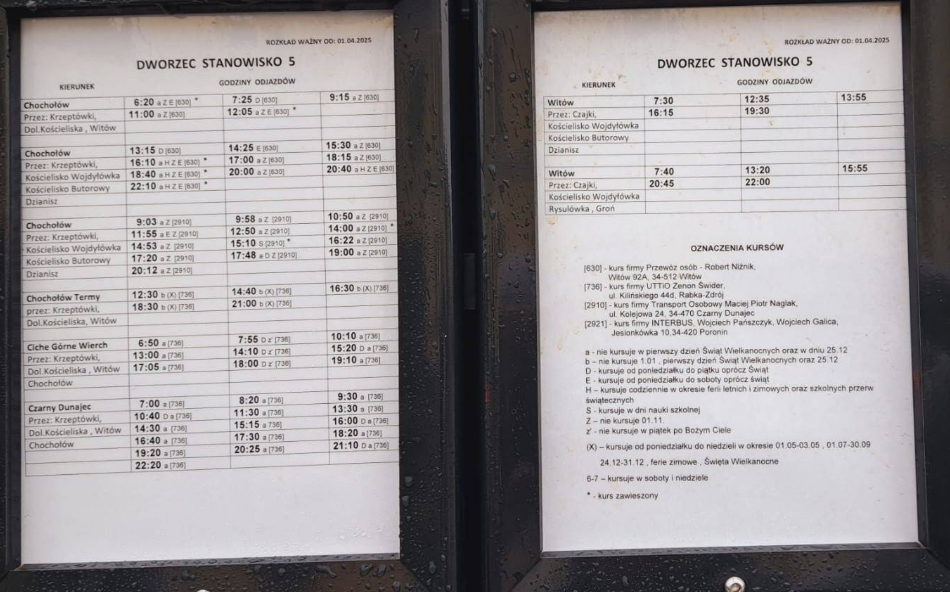 ROZKŁAD WAŻNY OD: 01.04.2025
DWORZEC STANOWISKO 5
KIERUNEK GODZINY ODJAZDÓW
Chochołów 6:20 a Z E [630] * 7:25 D [630] 9:15 a Z [630]
Przez: Krzeptówki, 11:00 a Z [630] 12:05 a Z E [630] *
Dol.Kościeliska , Witów
Chochołów 13:15 D [630] 14:25 E [630] 15:30 a Z [630]
Przez: Krzeptówki, 16:10 a H Z E [630] * 17:00 a Z [630] 18:15 a Z [630]
Kościelisko Wojdyłówka 18:40 a H Z E [630] * 20:00 a Z [630] 20:40 a H Z E [630]
Kościelisko Butorowy 22:10 a H Z E [630] *
Dzianisz
Chochołów 9:03 a Z [2910] 9:58 a Z [2910] 10:50 a Z [2910]
Przez: Krzeptówki, 11:55 a E Z [2910] 12:50 a Z [2910] 14:00 a Z [2910] *
Kościelisko Wojdyłówka 14:53 a Z [2910] 15:10 S [2910] * 16:22 a Z [2910]
Kościelisko Butorowy 17:20 a Z [2910] 17:48 a D Z [2910] 19:00 a Z [2910]
Dzianisz 20:12 a Z [2910]
Chochołów Termy 12:30 b (X) [736] 14:40 b (X) [736] 16:30 b (X) [736]
przez: Krzeptówki, 18:30 b (X) [736] 21:00 b (X) [736]
Dol.Kościeliska, Witów
Ciche Górne Wierch 6:50 a [736] 7:55 D z' [736] 10:10 a [736]
Przez: Krzeptówki, 13:00 a [736] 14:10 D z' [736] 15:20 D a [736]
Dol.Kościeliska , Witów 17:05 a [736] 18:00 D z' [736] 19:10 a [736]
Chochołów
Czarny Dunajec 7:00 a [736] 8:20 a [736] 9:30 a [736]
Przez: Krzeptówki, 10:40 D a [736] 11:30 a [736] 13:30 a [736]
Dol.Kościeliska , Witów 14:30 a [736] 15:15 a [736] 16:00 D a [736]
Chochołów 16:40 a [736] 17:30 a [736] 18:20 a [736]
19:20 a [736] 20:25 a [736] 21:10 D a [736]
22:20 a [736]
ROZKŁAD WAŻNY OD: 01.04.2025
DWORZEC STANOWISKO 5
KIERUNEK GODZINY ODJAZDÓW
Witów 7:30 12:35 13:55
Przez: Czajki, 16:15 19:30
Kościelisko Wojdyłówka
Kościelisko Butorowy
Dzianisz
Witów 7:40 13:20 15:55
Przez: Czajki, 20:45 22:00
Kościelisko Wojdyłówka
Rysulówka , Groń
OZNACZENIA KURSÓW
[630] - kurs firmy Przewóz osób - Robert Niżnik,
Witów 92A, 34-512 Witów
[736] - kurs firmy UTTiO Zenon Świder,
ul. Kilińskiego 44d, Rabka-Zdrój
[2910] - kurs firmy Transport Osobowy Maciej Piotr Naglak,
ul. Kolejowa 24, 34-470 Czarny Dunajec
[2921] - kurs firmy INTERBUS, Wojciech Pańszczyk, Wojciech Galica,
Jesionkówka 10,34-420 Poronin
a - nie kursuje w pierwszy dzień Świąt Wielkanocnych oraz w dniu 25.12
b – nie kursuje 1.01 , pierwszy dzień Świąt Wielkanocnych oraz 25.12
D - kursuje od poniedziałku do piątku oprócz Świąt
E - kursuje od poniedziałku do soboty oprócz świąt
H – kursuje codziennie w okresie ferii letnich i zimowych oraz szkolnych przerw
świątecznych
S - kursuje w dni nauki szkolnej
Z – nie kursuje 01.11.
z' - nie kursuje w piątek po Bożym Ciele
(X) – kursuje od poniedziałku do niedzieli w okresie 01.05-03.05 , 01.07-30.09
24.12-31.12 , ferie zimowe , Święta Wielkanocne
6-7 – kursuje w soboty i niedziele
* - kurs zawieszony